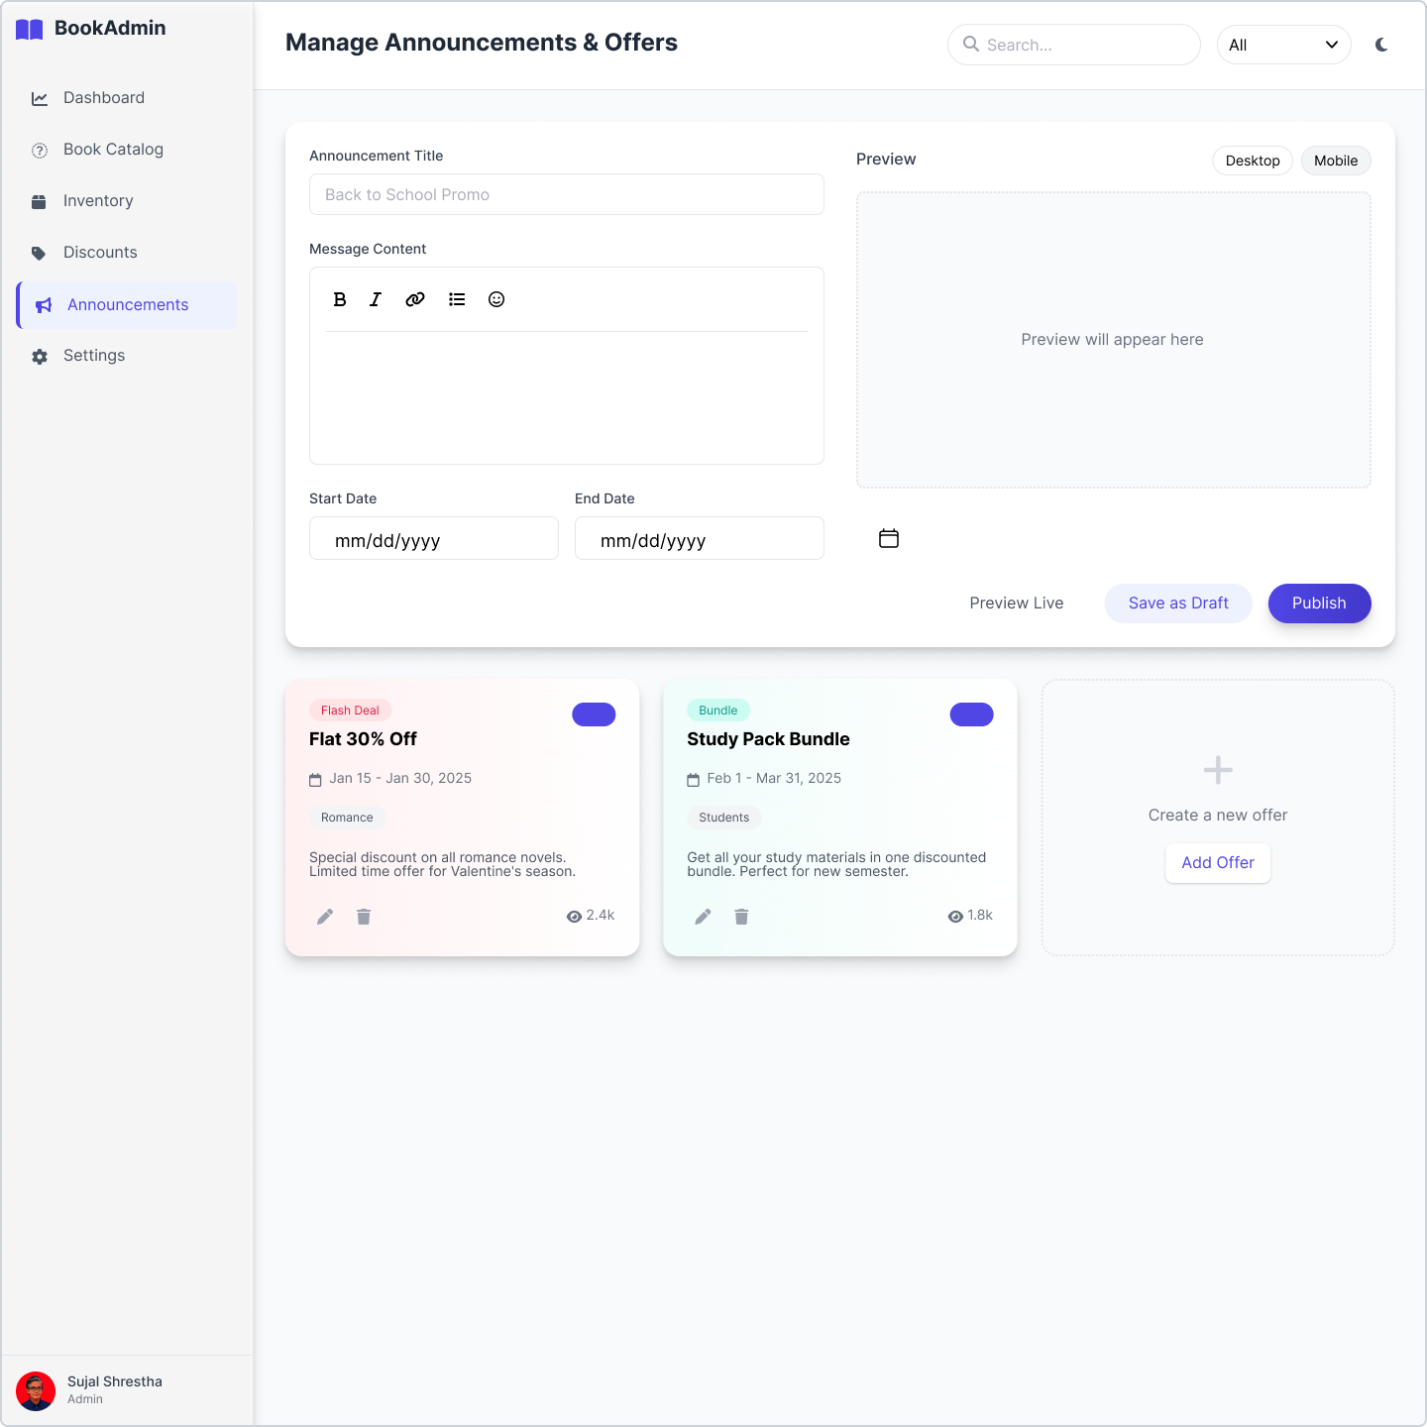 BookAdmin
Dashboard
Book Catalog
Inventory
Discounts
Announcements
Settings
Sujal Shrestha
Admin
Manage Announcements & Offers
Search...
All
Announcement Title
Back to School Promo
Message Content
Start Date
End Date
mm/dd/yyyy
mm/dd/yyyy
Preview
Desktop
Mobile
Preview will appear here
Preview Live
Save as Draft
Publish
Flash Deal
Flat 30% Off
Jan 15 - Jan 30, 2025
Romance
Special discount on all romance novels.
Limited time offer for Valentine's season.
2.4k
Bundle
Study Pack Bundle
Feb 1 - Mar 31, 2025
Students
Get all your study materials in one discounted
bundle. Perfect for new semester.
1.8k
Create a new offer
Add Offer